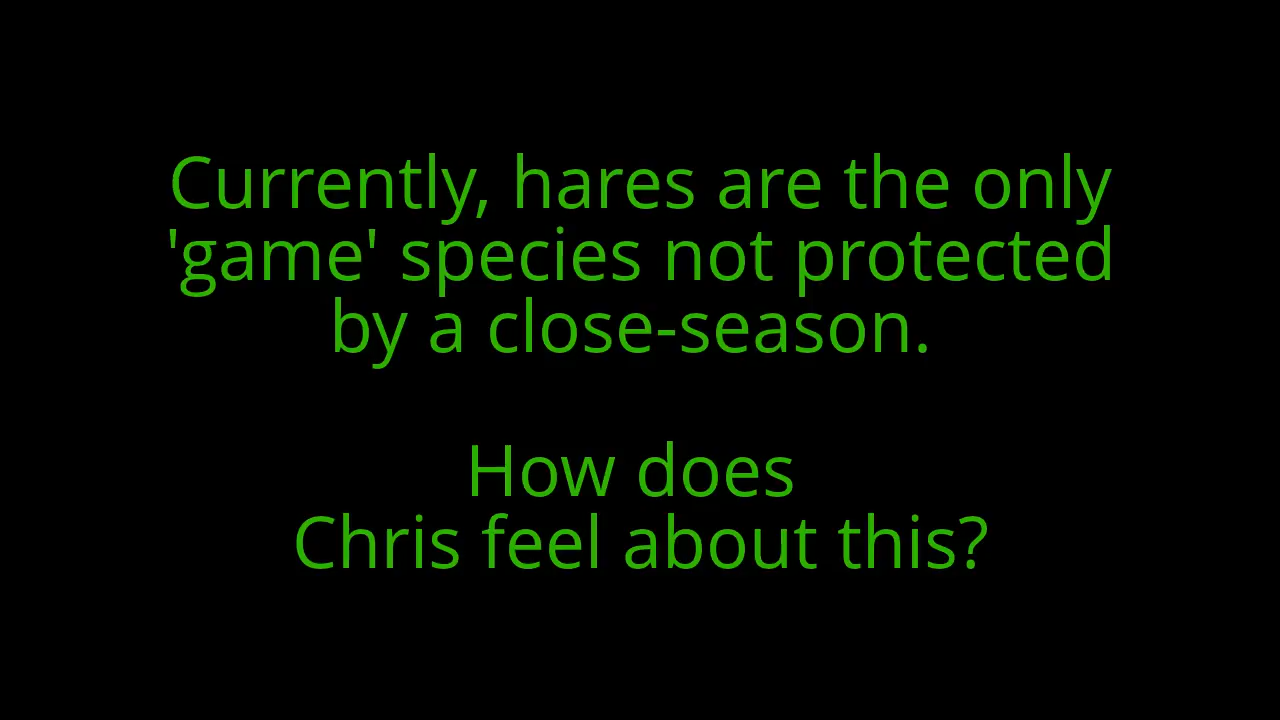 Currently, hares are the only
'game' species not protected
by a close-season.
How does
Chris feel about this?